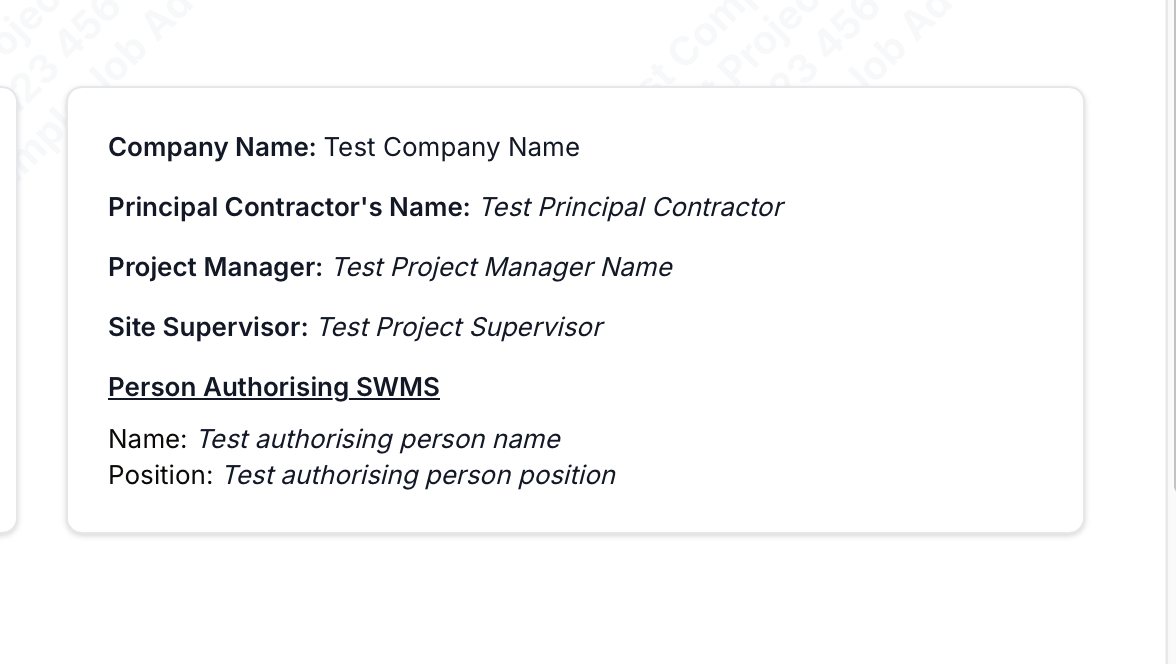 Company Name: Test Company Name
Principal Contractor's Name: Test Principal Contractor
Project Manager: Test Project Manager Name
Site Supervisor: Test Project Supervisor
Person Authorising SWMS
Name: Test authorising person name
Position: Test authorising person position